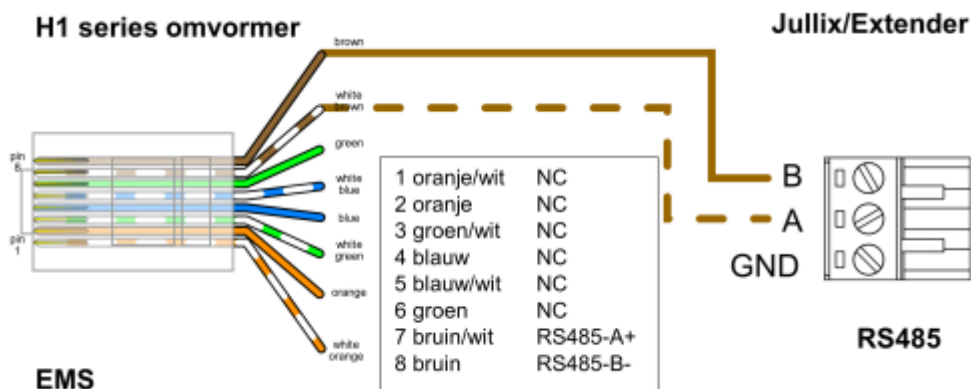 H1 series omvormer
Jullix/Extender
brown
white
brown
green
white
blue
blue
white
green
orange
white
orange
pin
8
pin
1
1 oranje/wit NC
2 oranje NC
3 groen/wit NC
4 blauw NC
5 blauw/wit NC
6 groen NC
7 bruin/wit RS485-A+
8 bruin RS485-B-
B
A
GND
RS485
EMS